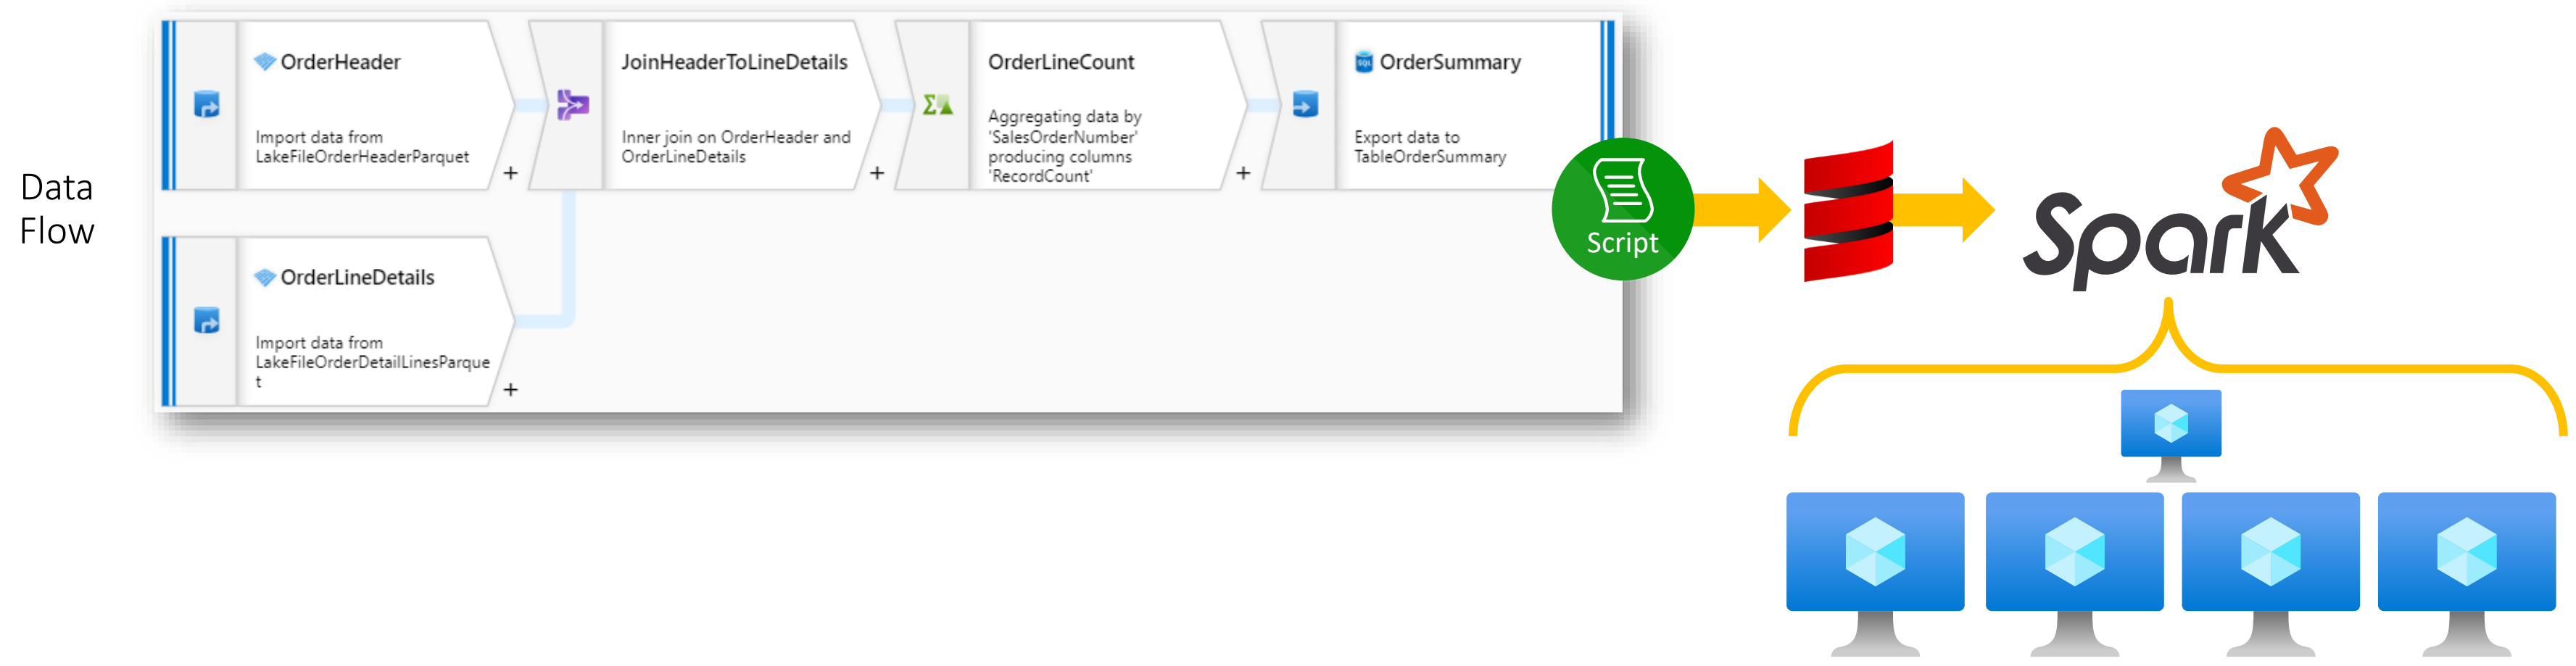 Data
Flow
OrderHeader
Import data from
LakeFileOrderHeaderParquet
+
JoinHeaderToLineDetails
Inner join on OrderHeader and
OrderLineDetails
+
OrderLineCount
Aggregating data by
'SalesOrderNumber'
producing columns
'RecordCount'
+
SQL
OrderSummary
Export data to
TableOrderSummary
OrderLineDetails
Import data from
LakeFileOrderDetailLinesParque
t
+
Script
Spark